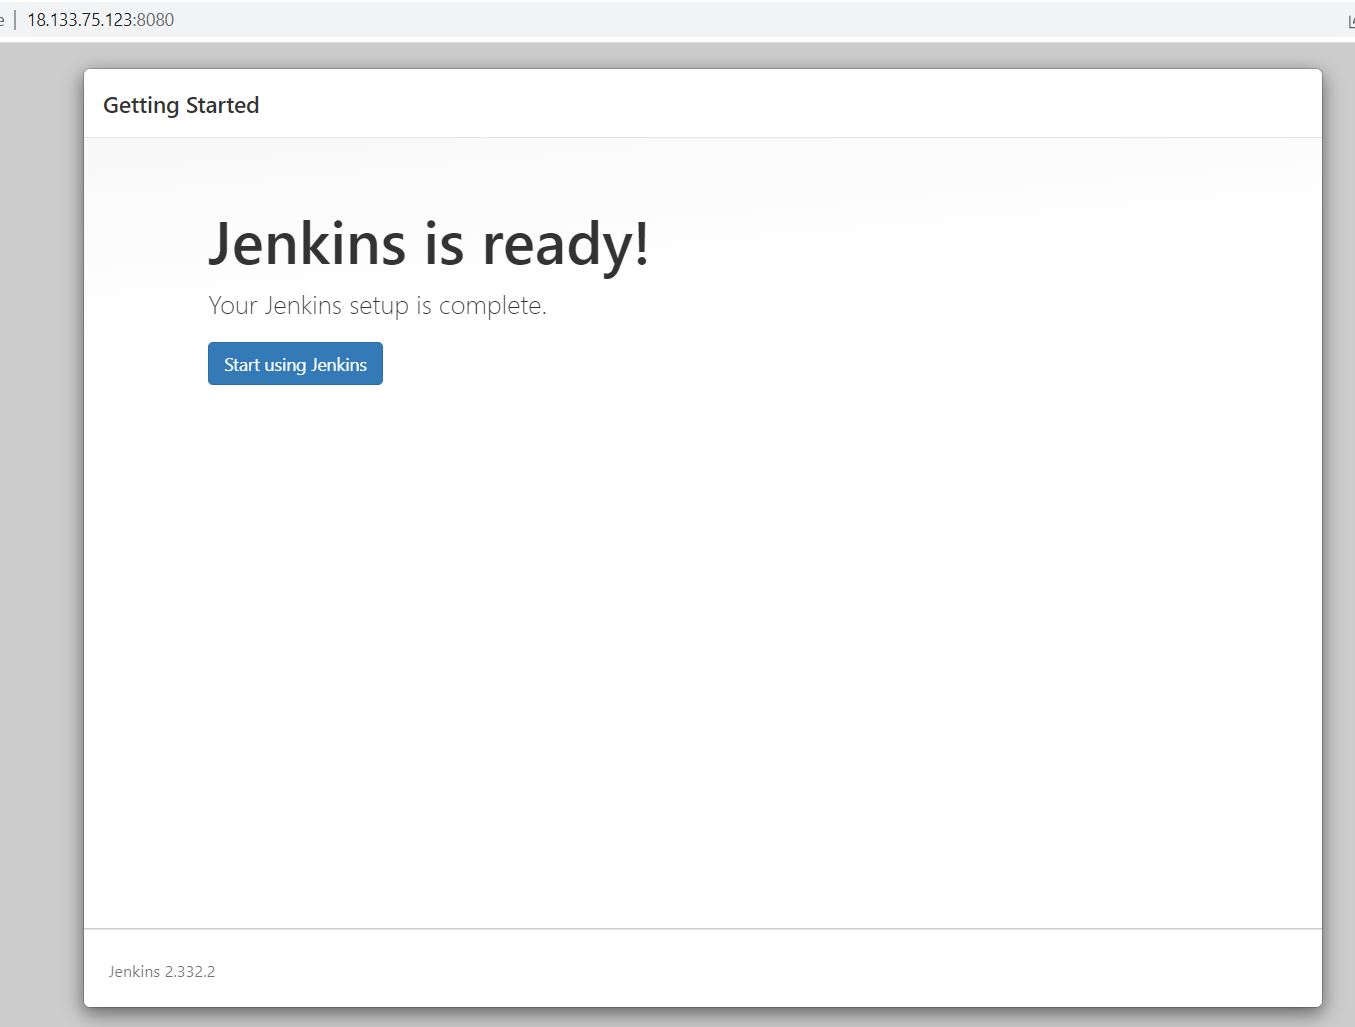 18.133.75.123:8080
Getting Started
Jenkins is ready!
Your Jenkins setup is complete.
Start using Jenkins
Jenkins 2.332.2